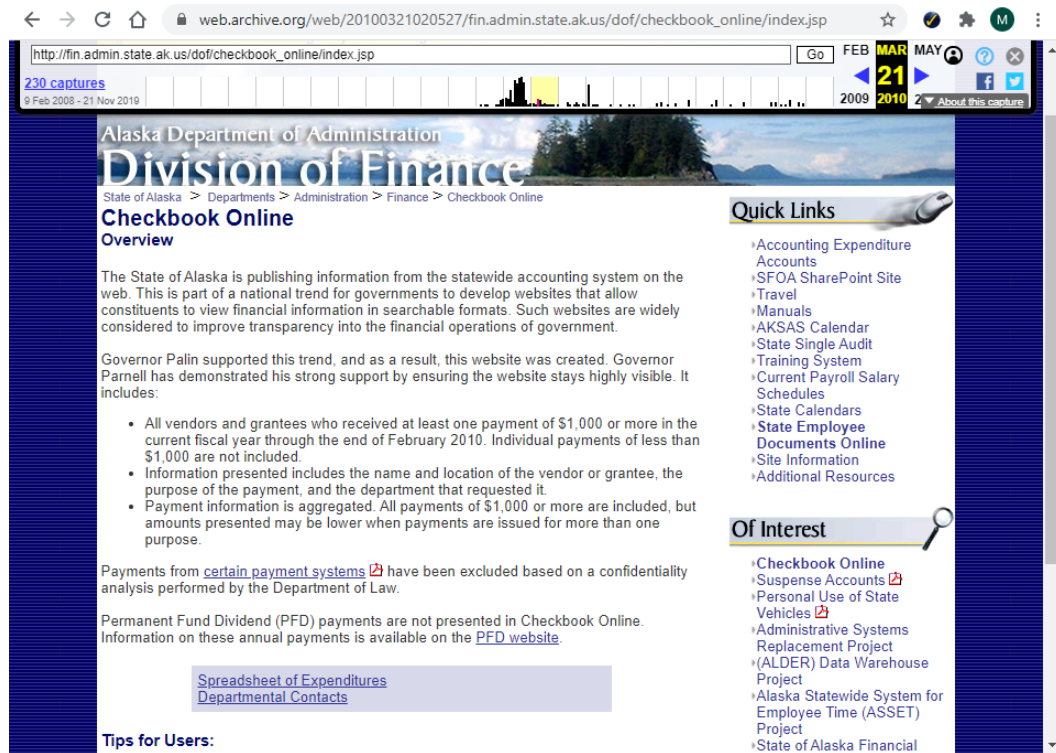 web.archive.org/web/20100321020527/fin.admin.state.ak.us/dof/checkbook_online/index.jsp
M
http://fin.admin.state.ak.us/dof/checkbook_online/index.jsp
Go
FEB MAR MAY
230 captures
21
9 Feb 2008 - 21 Nov 2019
2009 2010 2
▼ About this capture
Alaska Department of Administration
Division of Finance
State of Alaska > Departments > Administration > Finance > Checkbook Online
Checkbook Online
Overview
The State of Alaska is publishing information from the statewide accounting system on the
web. This is part of a national trend for governments to develop websites that allow
constituents to view financial information in searchable formats. Such websites are widely
considered to improve transparency into the financial operations of government.
Governor Palin supported this trend, and as a result, this website was created. Governor
Parnell has demonstrated his strong support by ensuring the website stays highly visible. It
includes:
• All vendors and grantees who received at least one payment of $1,000 or more in the
current fiscal year through the end of February 2010. Individual payments of less than
$1,000 are not included.
• Information presented includes the name and location of the vendor or grantee, the
purpose of the payment, and the department that requested it.
• Payment information is aggregated. All payments of $1,000 or more are included, but
amounts presented may be lower when payments are issued for more than one
purpose.
Payments from certain payment systems have been excluded based on a confidentiality
analysis performed by the Department of Law.
Permanent Fund Dividend (PFD) payments are not presented in Checkbook Online.
Information on these annual payments is available on the PFD website.
Spreadsheet of Expenditures
Departmental Contacts
Tips for Users:
Quick Links
Accounting Expenditure
Accounts
SFOA SharePoint Site
Travel
Manuals
AKSAS Calendar
State Single Audit
Training System
Current Payroll Salary
Schedules
State Calendars
State Employee
Documents Online
Site Information
Additional Resources
Of Interest
Checkbook Online
Suspense Accounts
Personal Use of State
Vehicles
Administrative Systems
Replacement Project
(ALDER) Data Warehouse
Project
Alaska Statewide System for
Employee Time (ASSET)
Project
State of Alaska Financial